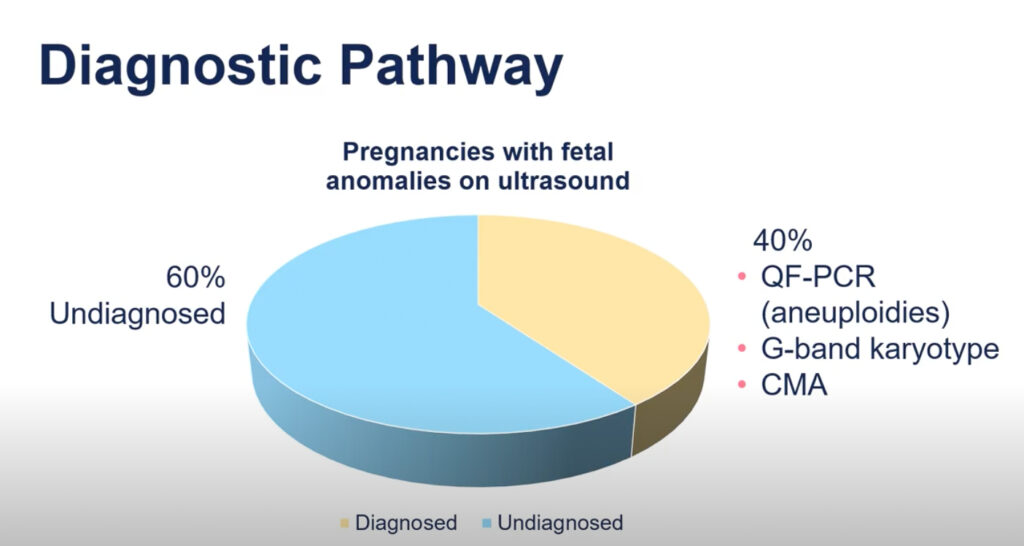 Diagnostic Pathway
Pregnancies with fetal
anomalies on ultrasound
60%
Undiagnosed
40%
• QF-PCR
(aneuploidies)
• G-band karyotype
• CMA
Diagnosed
Undiagnosed